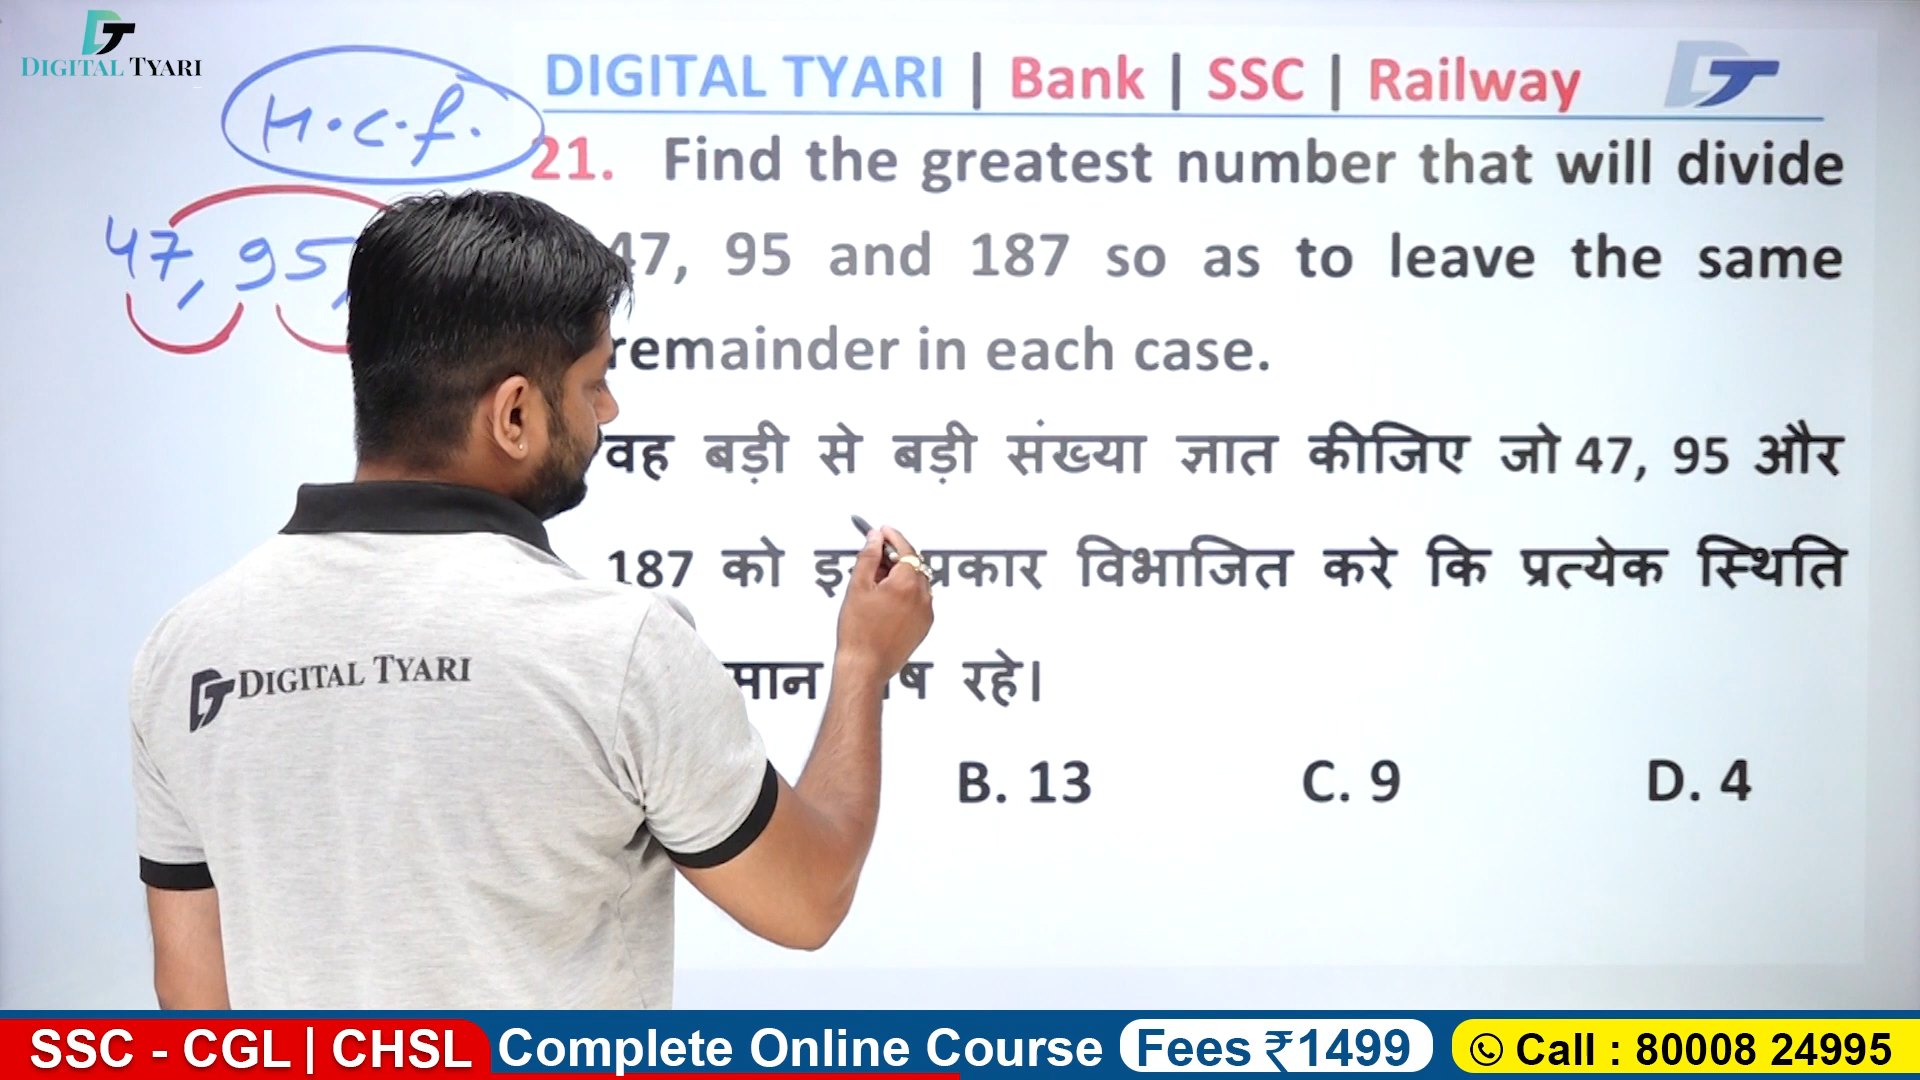 DIGITAL TYARI
H.C.f.
DIGITAL TYARI | Bank | SSC | Railway
21. Find the greatest number that will divide
47, 95,
47, 95 and 187 so as to leave the same
remainder in each case.
वह बड़ी से बड़ी संख्या ज्ञात कीजिए जो 47, 95 और
187 को प्रकार विभाजित करे कि प्रत्येक स्थिति
रहे।
B. 13 C. 9 D. 4
DIGITAL TYARI
SSC - CGL | CHSL Complete Online Course Fees ₹1499 Call : 80008 24995